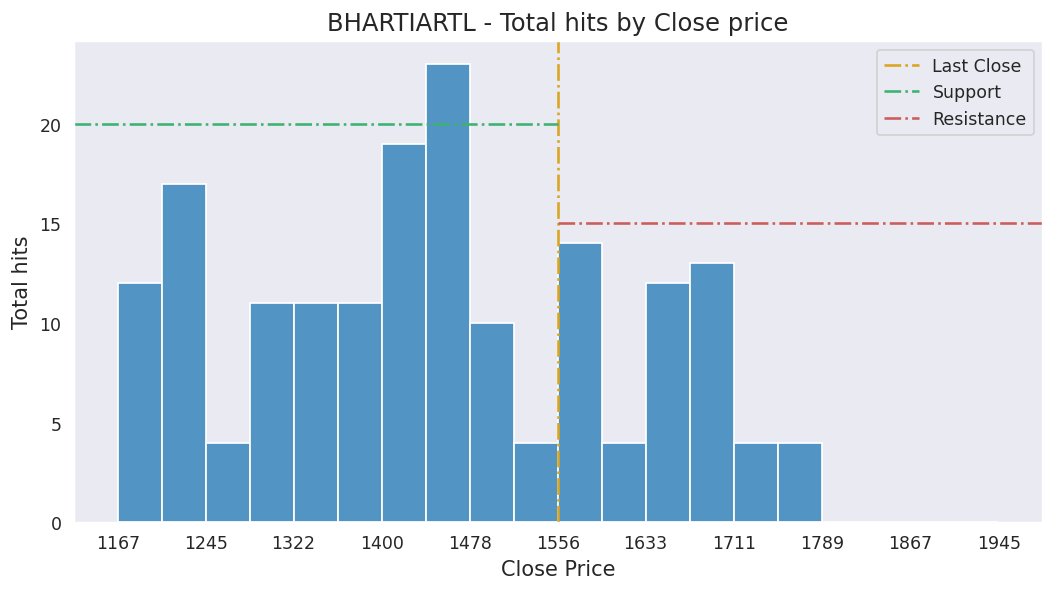 BHARTIARTL - Total hits by Close price
Last Close
Support
Resistance
Total hits
20
15
10
5
0
1167 1245 1322 1400 1478 1556 1633 1711 1789 1867 1945
Close Price